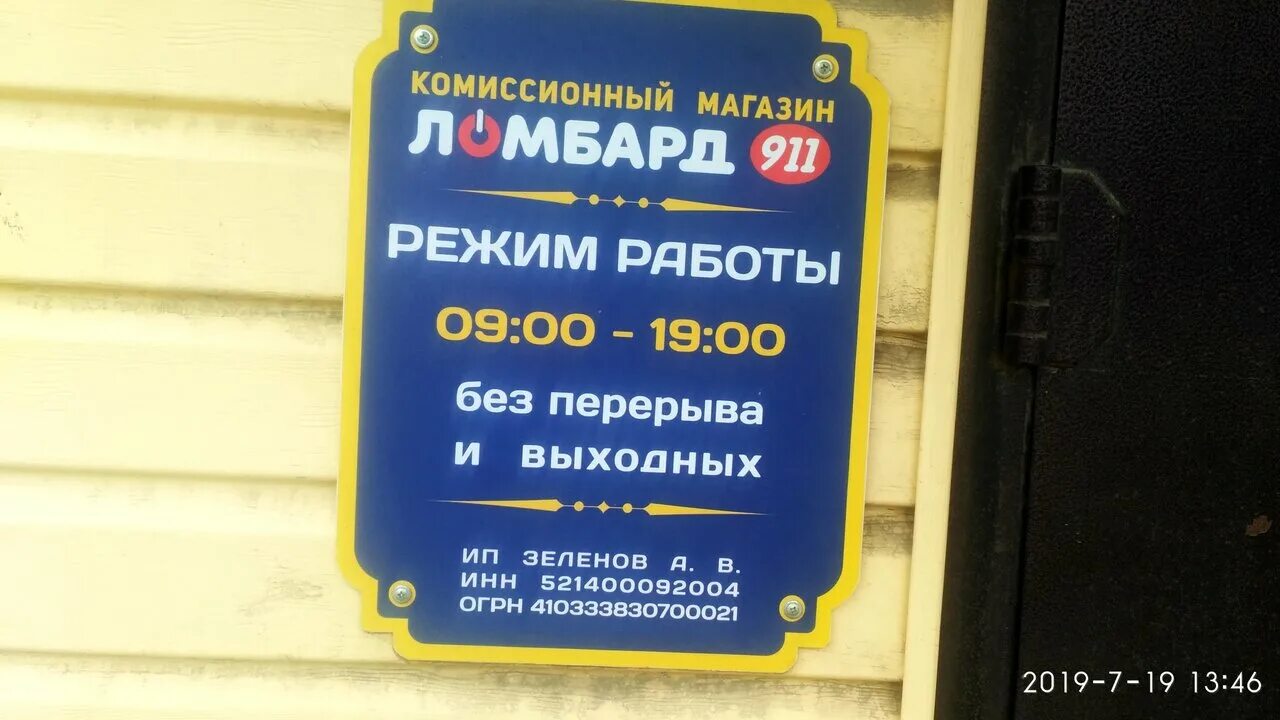 КОМИССИОННЫЙ МАГАЗИН
ЛОМБАРД 911
РЕЖИМ РАБОТЫ
09:00 - 19:00
без перерыва
и выходных
ИП ЗЕЛЕНОВ А. В.
ИНН 521400092004
ОГРН 410333830700021
2019-7-19 13:46